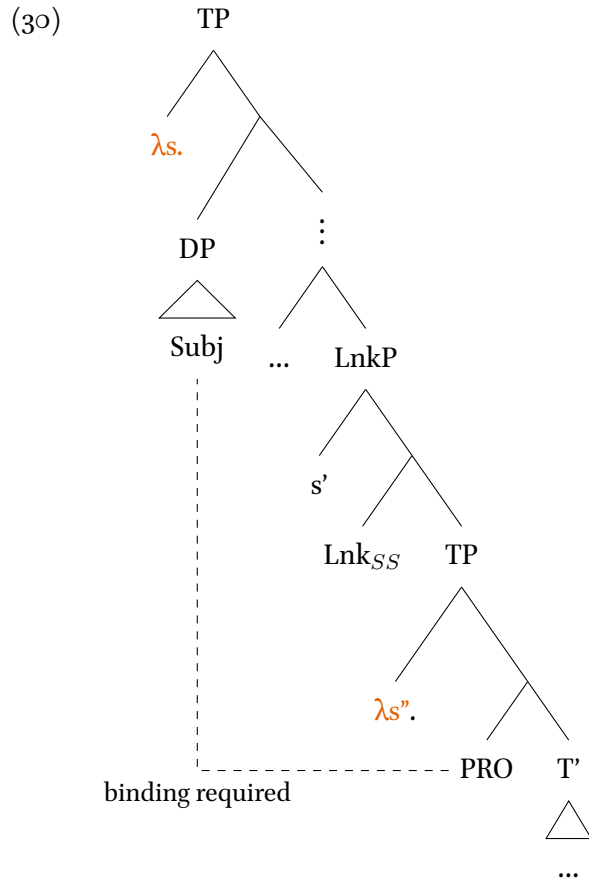 (30) TP
λs.
DP ⋮
Subj ... LnkP
s’
Lnk_SS TP
λs”.
PRO T’
binding required
...